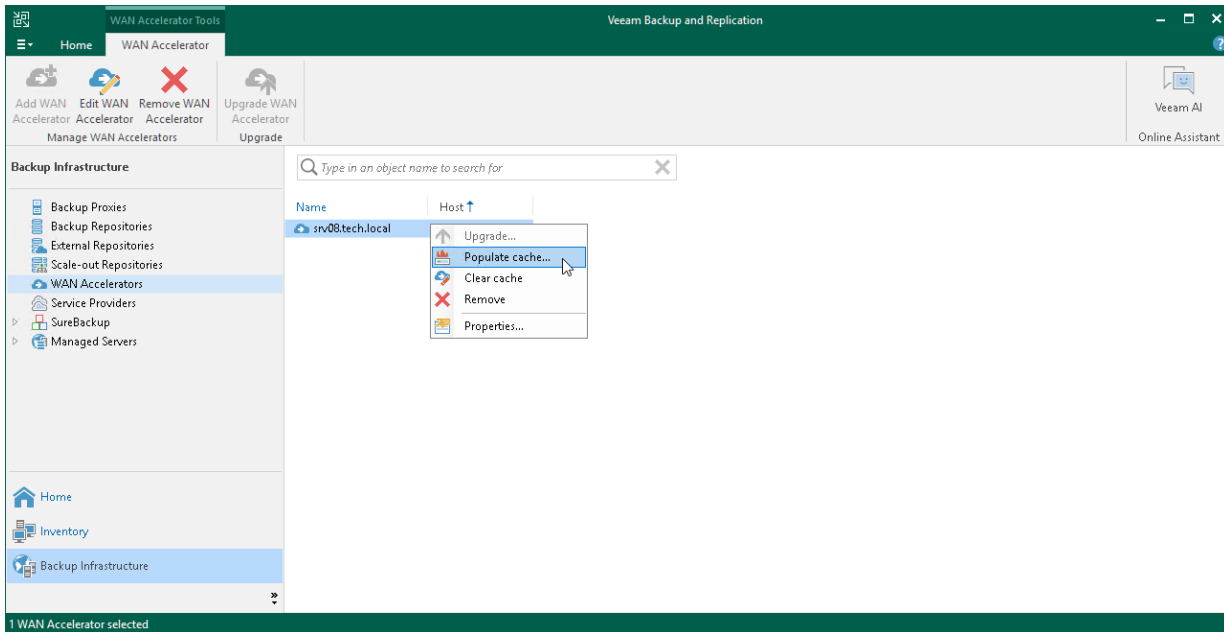 WAN Accelerator Tools
Veeam Backup and Replication
Home
WAN Accelerator
?
Add WAN Accelerator
Edit WAN Accelerator
Remove WAN Accelerator
Upgrade WAN Accelerator
Veeam AI
Manage WAN Accelerators
Upgrade
Online Assistant
Backup Infrastructure
Type in an object name to search for
Backup Proxies
Backup Repositories
External Repositories
Scale-out Repositories
WAN Accelerators
Service Providers
SureBackup
Managed Servers
Name
Host
srv08.tech.local
Upgrade...
Populate cache...
Clear cache
Remove
Properties...
Home
Inventory
Backup Infrastructure
1 WAN Accelerator selected